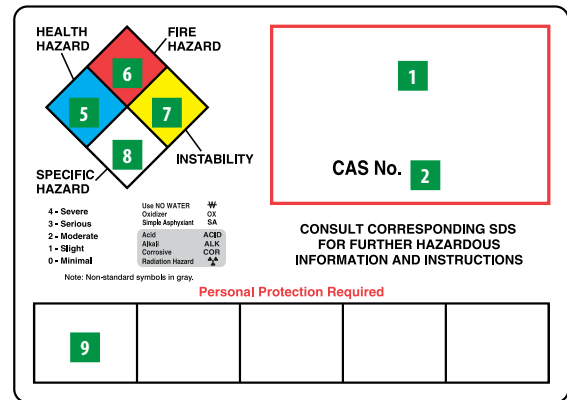 HEALTH
HAZARD
FIRE
HAZARD
6
5
7
8
SPECIFIC
HAZARD
INSTABILITY
1
CAS No. 2
4 - Severe
3 - Serious
2 - Moderate
1 - Slight
0 - Minimal
Use NO WATER W
Oxidizer OX
Simple Asphyxiant SA
Acid ACID
Alkali ALK
Corrosive COR
Radiation Hazard
Note: Non-standard symbols in gray.
CONSULT CORRESPONDING SDS
FOR FURTHER HAZARDOUS
INFORMATION AND INSTRUCTIONS
Personal Protection Required
9